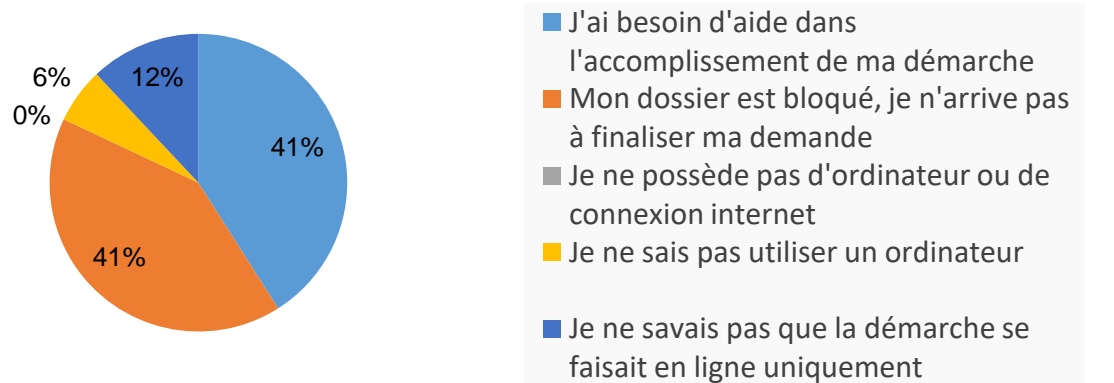 6%
12%
0%
41%
41%
J'ai besoin d'aide dans
l'accomplissement de ma démarche
Mon dossier est bloqué, je n'arrive pas
à finaliser ma demande
Je ne possède pas d'ordinateur ou de
connexion internet
Je ne sais pas utiliser un ordinateur
Je ne savais pas que la démarche se
faisait en ligne uniquement